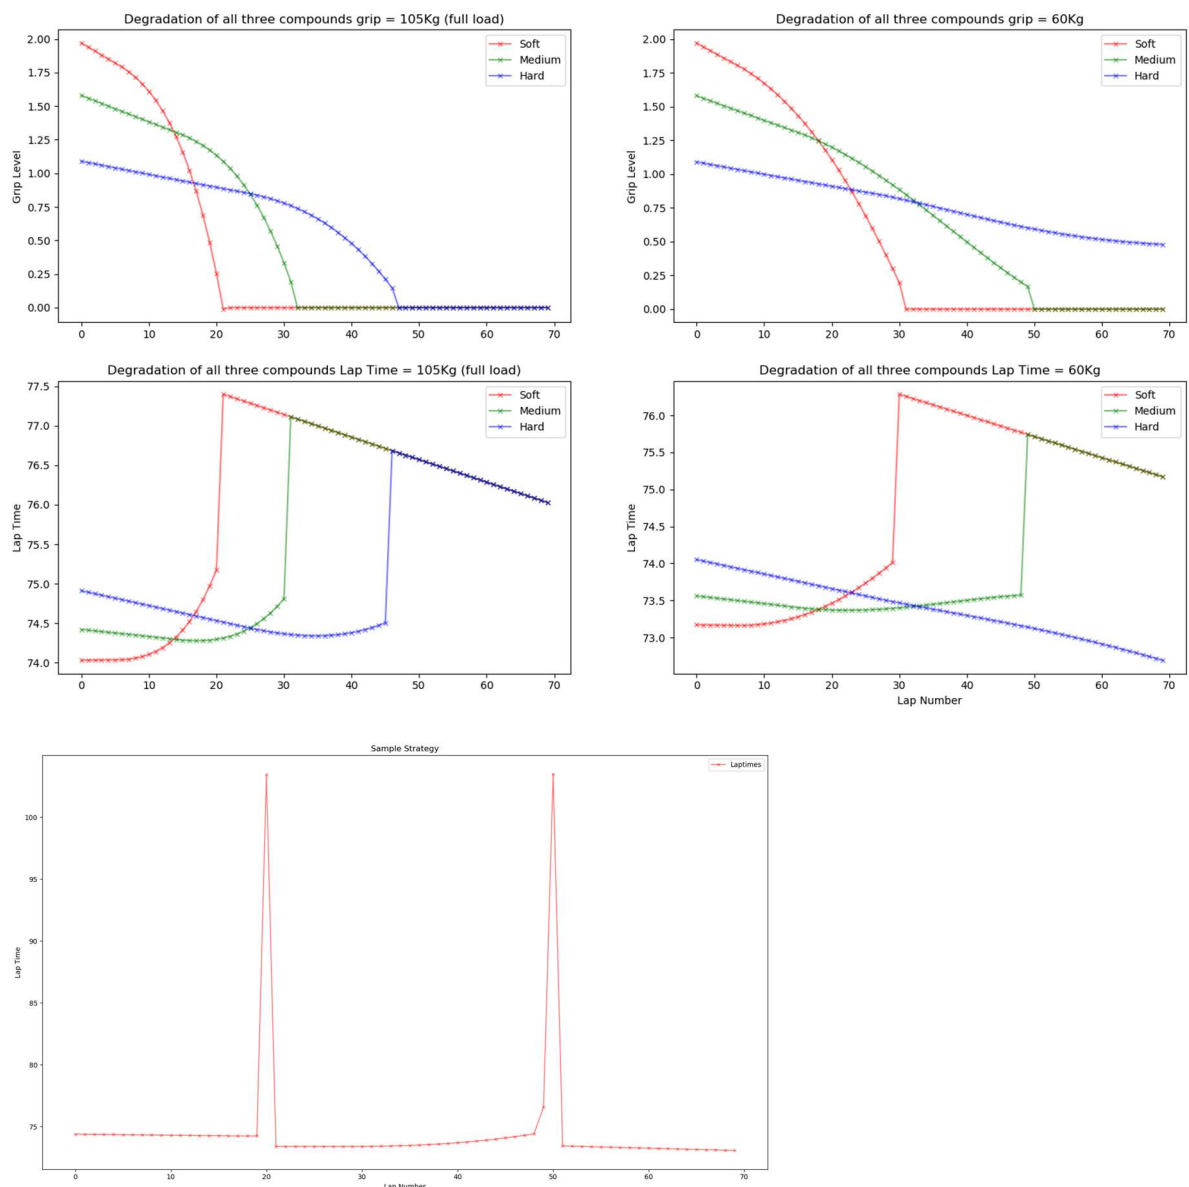 Degradation of all three compounds grip = 105Kg (full load)
2.00
1.75
1.50
1.25
1.00
0.75
0.50
0.25
0.00
Grip Level
Soft
Medium
Hard
0 10 20 30 40 50 60 70
Degradation of all three compounds grip = 60Kg
2.00
1.75
1.50
1.25
1.00
0.75
0.50
0.25
0.00
Grip Level
Soft
Medium
Hard
0 10 20 30 40 50 60 70
Degradation of all three compounds Lap Time = 105Kg (full load)
77.5
77.0
76.5
76.0
75.5
75.0
74.5
74.0
Lap Time
Soft
Medium
Hard
0 10 20 30 40 50 60 70
Degradation of all three compounds Lap Time = 60Kg
76.0
75.5
75.0
74.5
74.0
73.5
73.0
Lap Time
Soft
Medium
Hard
0 10 20 30 40 50 60 70
Lap Number
Sample Strategy
Laptimes
100
95
90
85
80
75
Lap Time
0 10 20 30 40 50 60 70
Lap Number